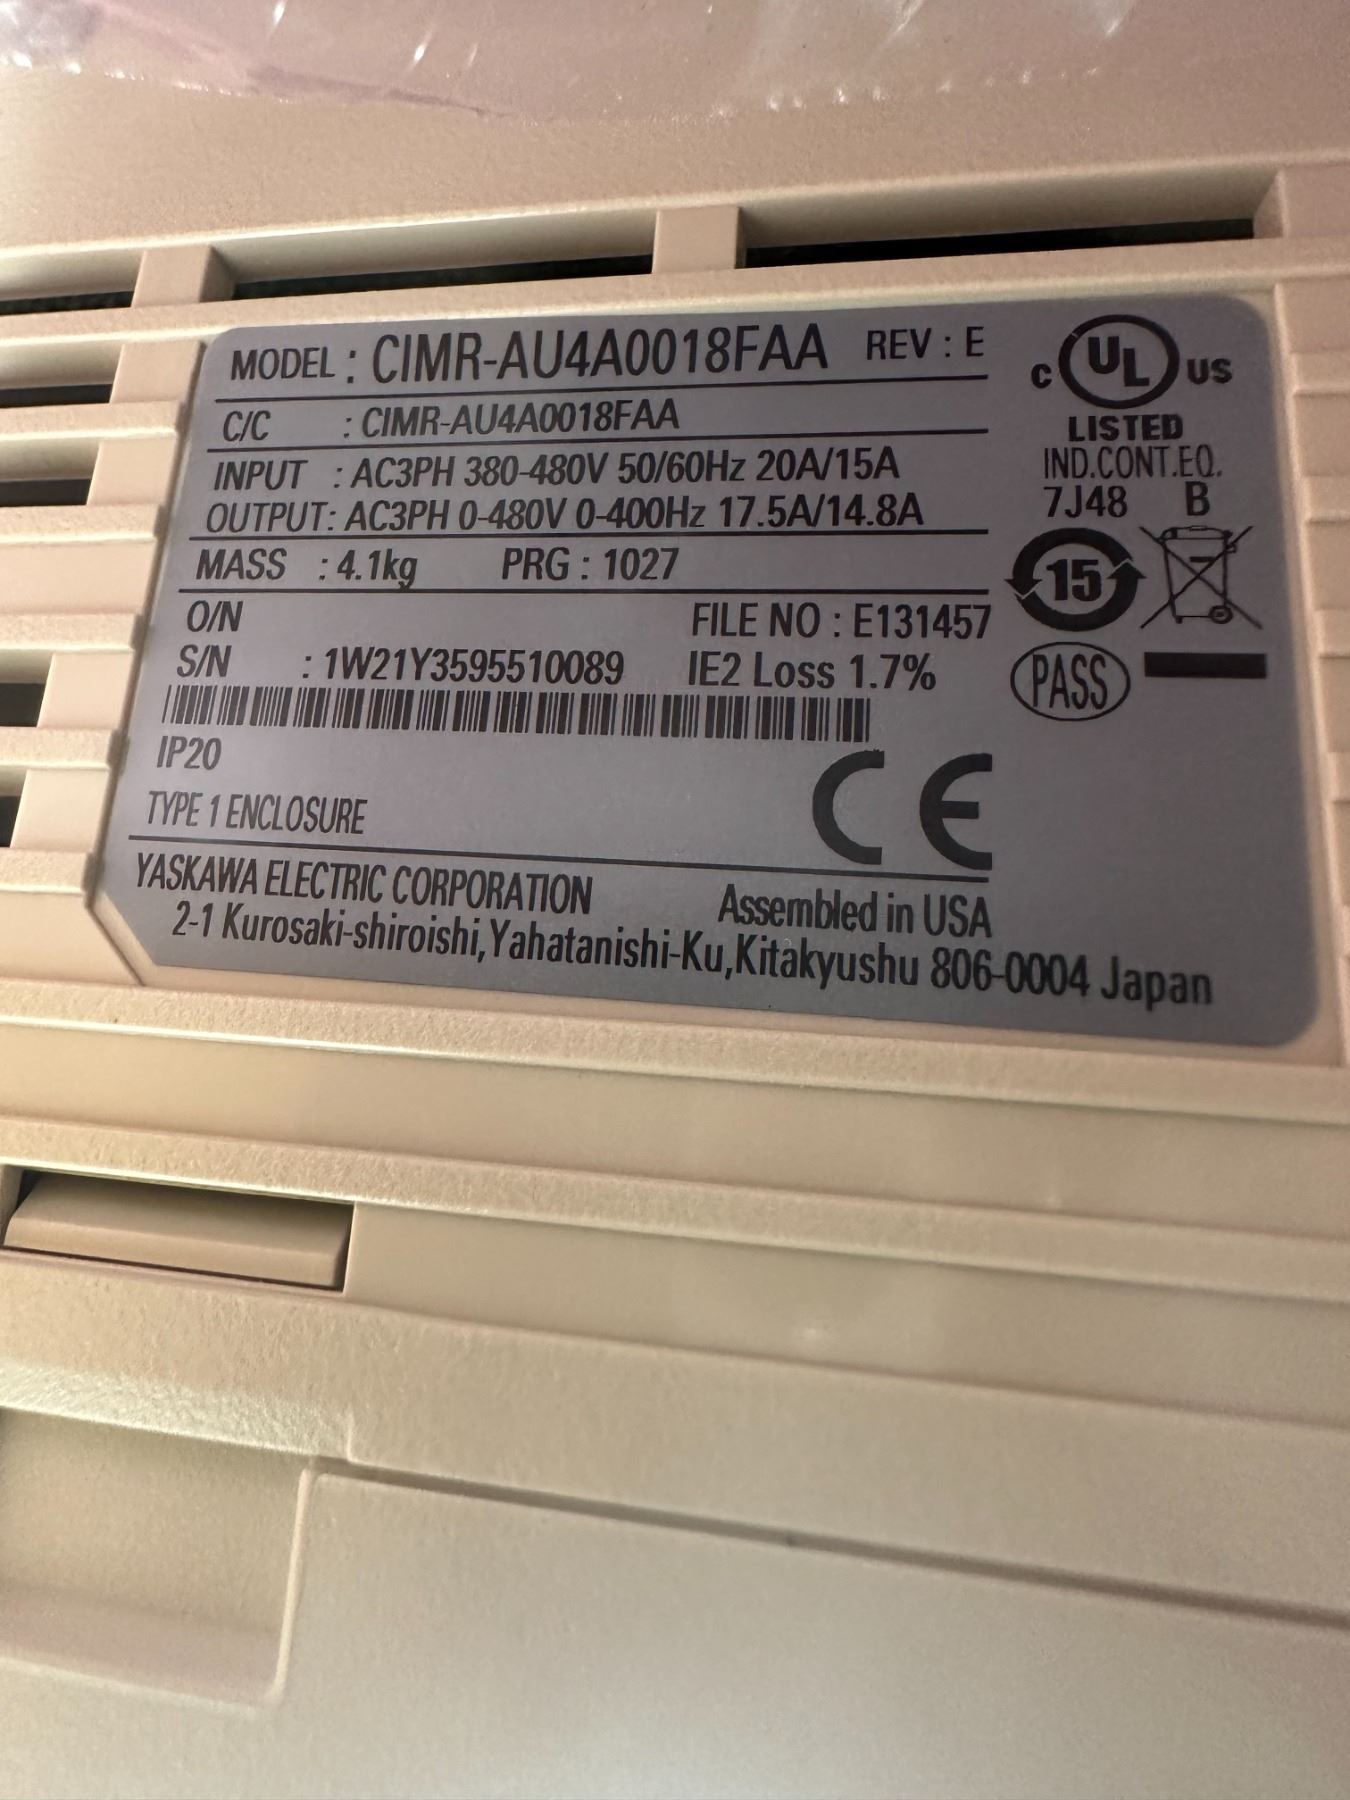 MODEL : CIMR-AU4A0018FAA REV : E
C/C : CIMR-AU4A0018FAA
INPUT : AC3PH 380-480V 50/60Hz 20A/15A
OUTPUT: AC3PH 0-480V 0-400Hz 17.5A/14.8A
MASS : 4.1kg PRG : 1027
O/N FILE NO : E131457
S/N : 1W21Y3595510089 IE2 Loss 1.7%
IP20
TYPE 1 ENCLOSURE
CE
YASKAWA ELECTRIC CORPORATION Assembled in USA
2-1 Kurosaki-shiroishi,Yahatanishi-Ku,Kitakyushu 806-0004 Japan
C UL US
LISTED
IND.CONT.EQ.
7J48 B
15
PASS